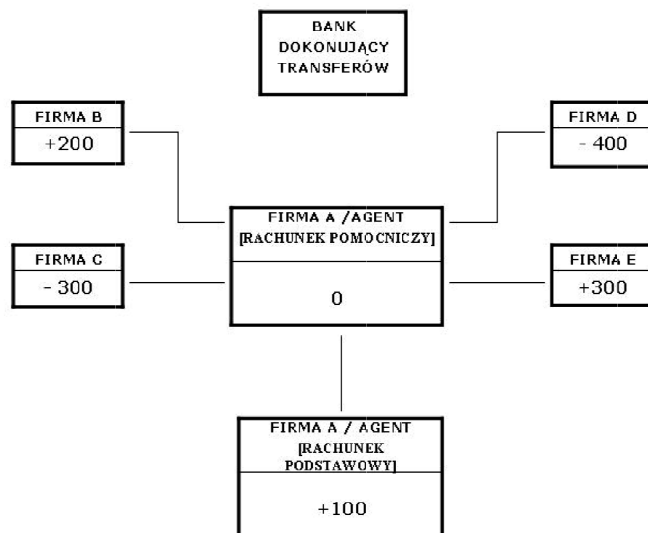 BANK
DOKONUJĄCY
TRANSFERÓW
FIRMA B
+200
FIRMA D
- 400
FIRMA A /AGENT
[RACHUNEK POMOCNICZY]
0
FIRMA C
- 300
FIRMA E
+300
FIRMA A / AGENT
[RACHUNEK
PODSTAWOWY]
+100